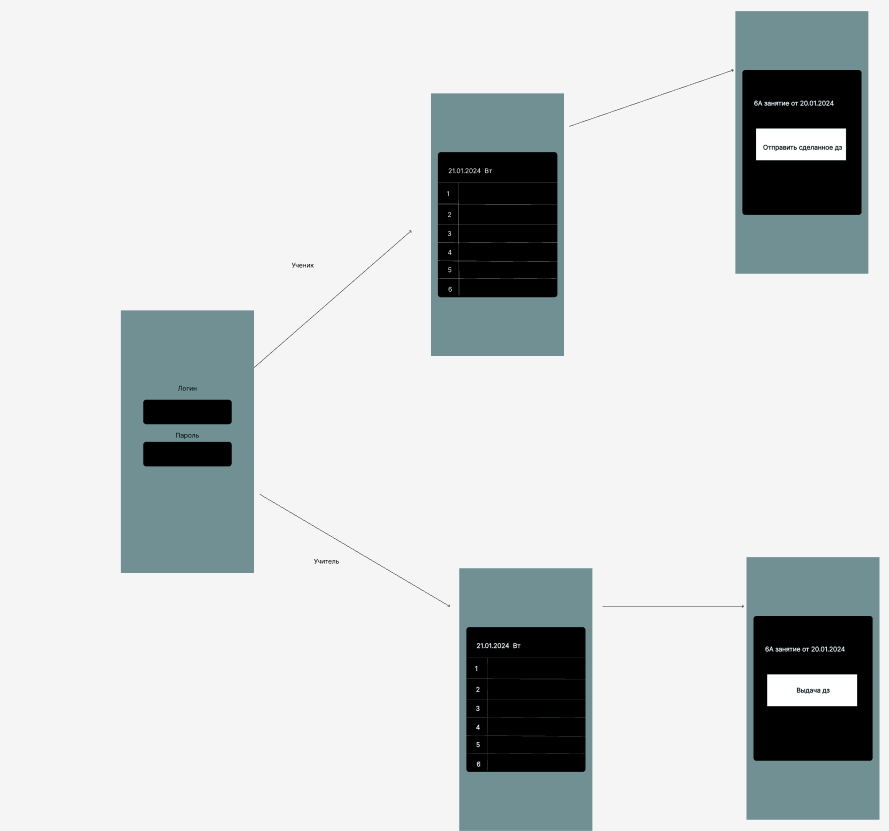 6А занятие от 20.01.2024
Отправить сделанное дз
21.01.2024 Вт
1
2
3
4
5
6
Ученик
Логин
Пароль
Учитель
21.01.2024 Вт
1
2
3
4
5
6
6А занятие от 20.01.2024
Выдача дз